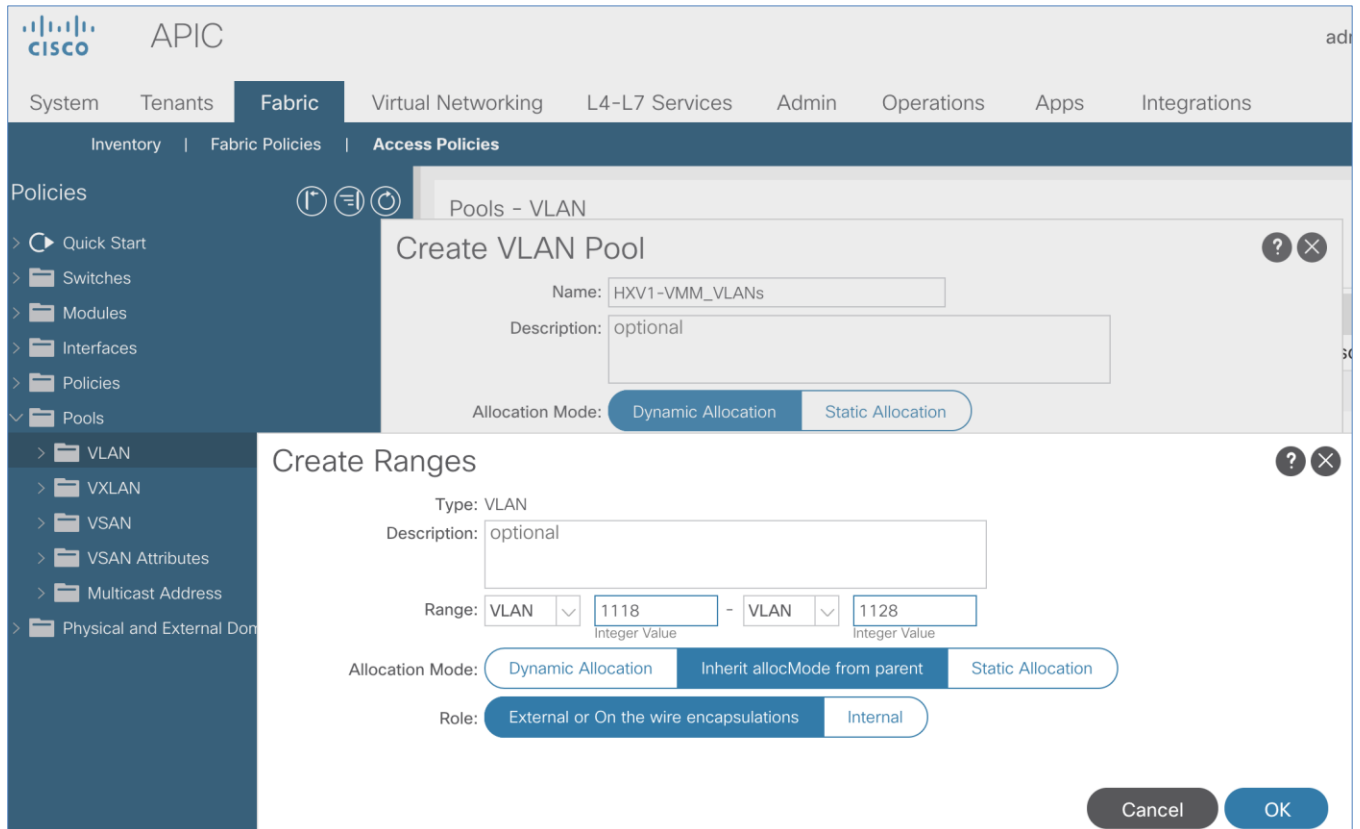 CISCO
APIC
adr
System Tenants Fabric Virtual Networking L4-L7 Services Admin Operations Apps Integrations
Inventory | Fabric Policies | Access Policies
Policies
Pools - VLAN
Quick Start
Switches
Modules
Interfaces
Policies
Pools
VLAN
VXLAN
VSAN
VSAN Attributes
Multicast Address
Physical and External Dom
Create VLAN Pool
Name: HXV1-VMM_VLANs
Description: optional
Allocation Mode: Dynamic Allocation Static Allocation
Create Ranges
Type: VLAN
Description: optional
Range: VLAN 1118 - VLAN 1128
Integer Value Integer Value
Allocation Mode: Dynamic Allocation Inherit allocMode from parent Static Allocation
Role: External or On the wire encapsulations Internal
Cancel OK